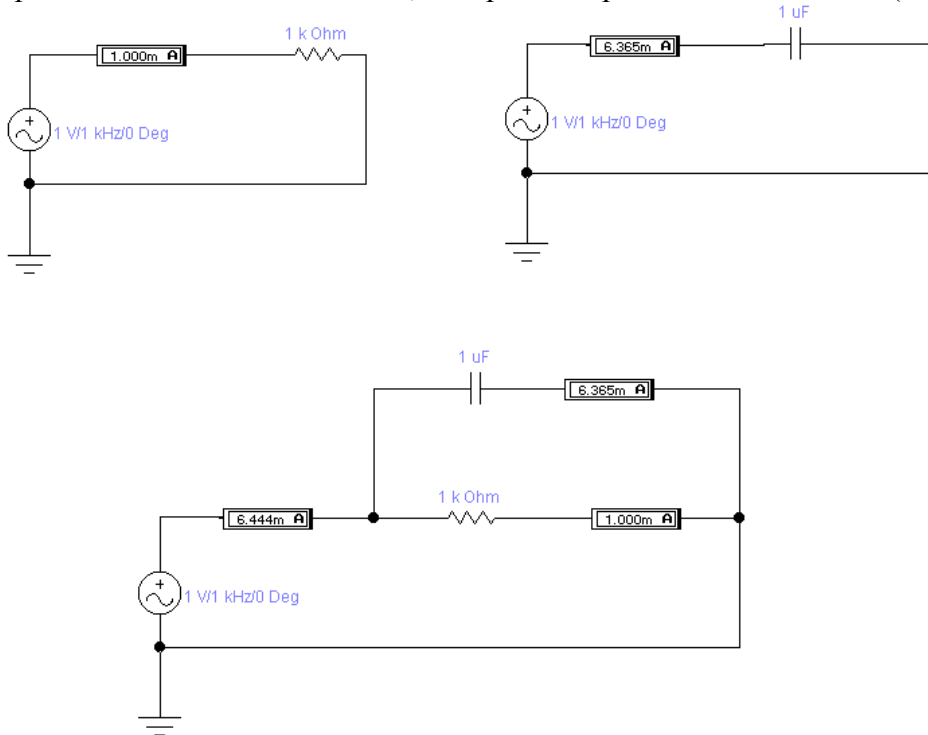 1 k Ohm
1.000m A
1 V/1 kHz/0 Deg
1 uF
6.365m A
1 V/1 kHz/0 Deg
1 uF
6.365m A
1 k Ohm
6.444m A
1.000m A
1 V/1 kHz/0 Deg